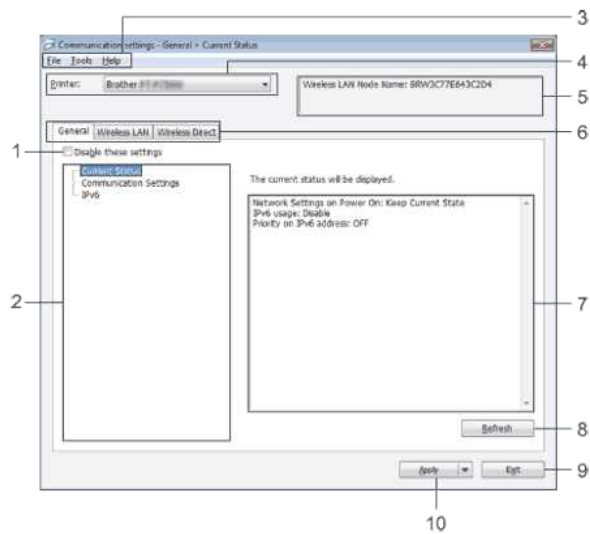 3
Communication settings - General > Current Status
File Tools Help
4
Printer: Brother
Wireless LAN Node Name: BRW3C77E643C2D4
5
General Wireless LAN Wireless Direct
6
1
Disable these settings
Current Status
Communication Settings
IPv6
The current status will be displayed.
Network Settings on Power On: Keep Current State
IPv6 usage: Disable
Priority on IPv6 address: OFF
2
7
Refresh
8
Apply
Exit
9
10